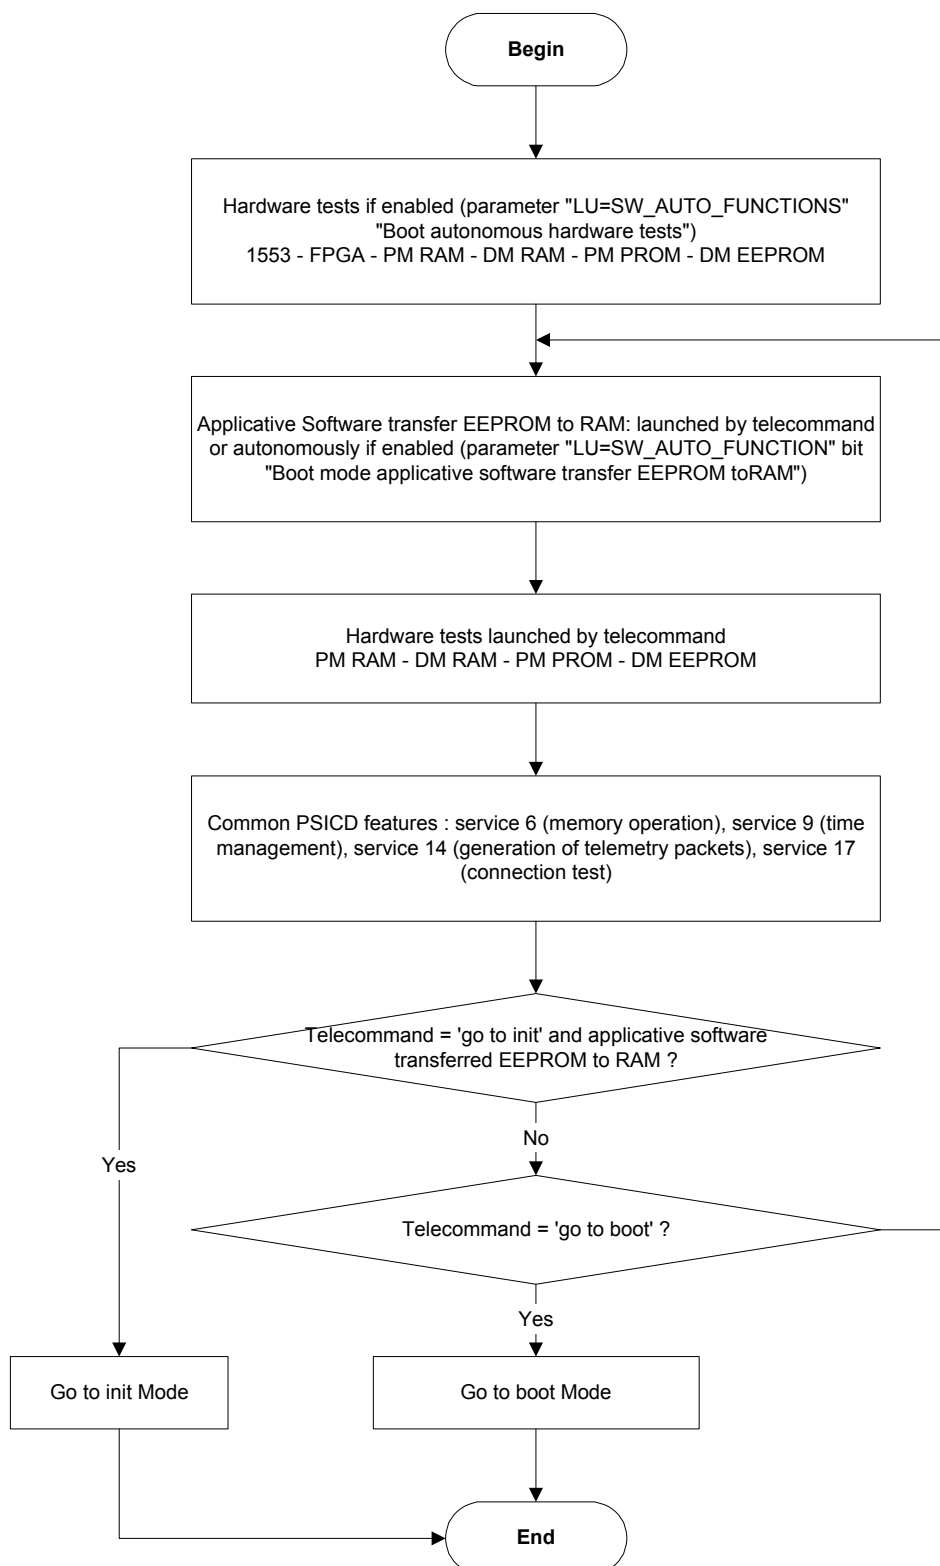 Begin
Hardware tests if enabled (parameter "LU=SW_AUTO_FUNCTIONS"
"Boot autonomous hardware tests")
1553 - FPGA - PM RAM - DM RAM - PM PROM - DM EEPROM
Applicative Software transfer EEPROM to RAM: launched by telecommand
or autonomously if enabled (parameter "LU=SW_AUTO_FUNCTION" bit
"Boot mode applicative software transfer EEPROM toRAM")
Hardware tests launched by telecommand
PM RAM - DM RAM - PM PROM - DM EEPROM
Common PSICD features : service 6 (memory operation), service 9 (time
management), service 14 (generation of telemetry packets), service 17
(connection test)
Telecommand = 'go to init' and applicative software
transferred EEPROM to RAM ?
No
Yes
Telecommand = 'go to boot' ?
Yes
Go to init Mode
Go to boot Mode
End